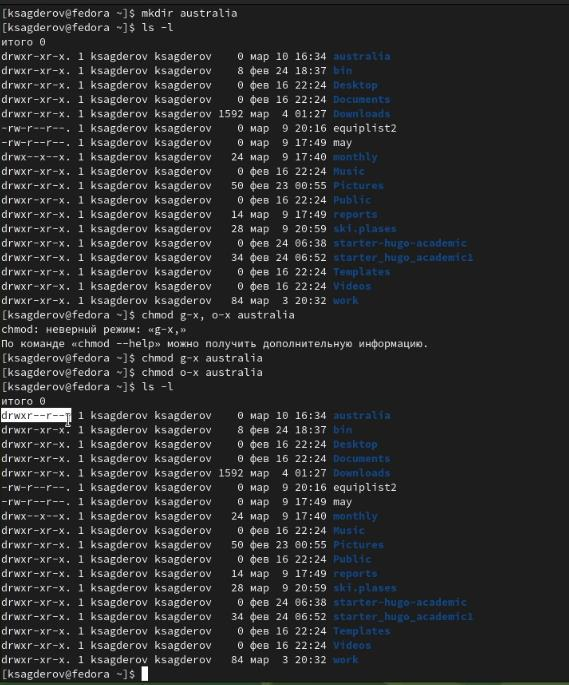 [ksagderov@fedora ~]$ mkdir australia
[ksagderov@fedora ~]$ ls -l
итого 0
drwxr-xr-x. 1 ksagderov ksagderov 0 мар 10 16:34 australia
drwxr-xr-x. 1 ksagderov ksagderov 8 фев 24 18:37 bin
drwxr-xr-x. 1 ksagderov ksagderov 0 фев 16 22:24 Desktop
drwxr-xr-x. 1 ksagderov ksagderov 0 фев 16 22:24 Documents
drwxr-xr-x. 1 ksagderov ksagderov 1592 мар 4 01:27 Downloads
-rw-r--r--. 1 ksagderov ksagderov 0 мар 9 20:16 equiplist2
-rw-r--r--. 1 ksagderov ksagderov 0 мар 9 17:49 may
drwx--x--x. 1 ksagderov ksagderov 24 мар 9 17:40 monthly
drwxr-xr-x. 1 ksagderov ksagderov 0 фев 16 22:24 Music
drwxr-xr-x. 1 ksagderov ksagderov 50 фев 23 00:55 Pictures
drwxr-xr-x. 1 ksagderov ksagderov 0 фев 16 22:24 Public
drwxr-xr-x. 1 ksagderov ksagderov 14 мар 9 17:49 reports
drwxr-xr-x. 1 ksagderov ksagderov 28 мар 9 20:59 ski.plases
drwxr-xr-x. 1 ksagderov ksagderov 0 фев 24 06:38 starter-hugo-academic
drwxr-xr-x. 1 ksagderov ksagderov 34 фев 24 06:52 starter_hugo_academic1
drwxr-xr-x. 1 ksagderov ksagderov 0 фев 16 22:24 Templates
drwxr-xr-x. 1 ksagderov ksagderov 0 фев 16 22:24 Videos
drwxr-xr-x. 1 ksagderov ksagderov 84 мар 3 20:32 work
[ksagderov@fedora ~]$ chmod g-x, o-x australia
chmod: неверный режим: «g-x,»
По команде «chmod --help» можно получить дополнительную информацию.
[ksagderov@fedora ~]$ chmod g-x australia
[ksagderov@fedora ~]$ chmod o-x australia
[ksagderov@fedora ~]$ ls -l
итого 0
drwxr--r--. 1 ksagderov ksagderov 0 мар 10 16:34 australia
drwxr-xr-x. 1 ksagderov ksagderov 8 фев 24 18:37 bin
drwxr-xr-x. 1 ksagderov ksagderov 0 фев 16 22:24 Desktop
drwxr-xr-x. 1 ksagderov ksagderov 0 фев 16 22:24 Documents
drwxr-xr-x. 1 ksagderov ksagderov 1592 мар 4 01:27 Downloads
-rw-r--r--. 1 ksagderov ksagderov 0 мар 9 20:16 equiplist2
-rw-r--r--. 1 ksagderov ksagderov 0 мар 9 17:49 may
drwx--x--x. 1 ksagderov ksagderov 24 мар 9 17:40 monthly
drwxr-xr-x. 1 ksagderov ksagderov 0 фев 16 22:24 Music
drwxr-xr-x. 1 ksagderov ksagderov 50 фев 23 00:55 Pictures
drwxr-xr-x. 1 ksagderov ksagderov 0 фев 16 22:24 Public
drwxr-xr-x. 1 ksagderov ksagderov 14 мар 9 17:49 reports
drwxr-xr-x. 1 ksagderov ksagderov 28 мар 9 20:59 ski.plases
drwxr-xr-x. 1 ksagderov ksagderov 0 фев 24 06:38 starter-hugo-academic
drwxr-xr-x. 1 ksagderov ksagderov 34 фев 24 06:52 starter_hugo_academic1
drwxr-xr-x. 1 ksagderov ksagderov 0 фев 16 22:24 Templates
drwxr-xr-x. 1 ksagderov ksagderov 0 фев 16 22:24 Videos
drwxr-xr-x. 1 ksagderov ksagderov 84 мар 3 20:32 work
[ksagderov@fedora ~]$